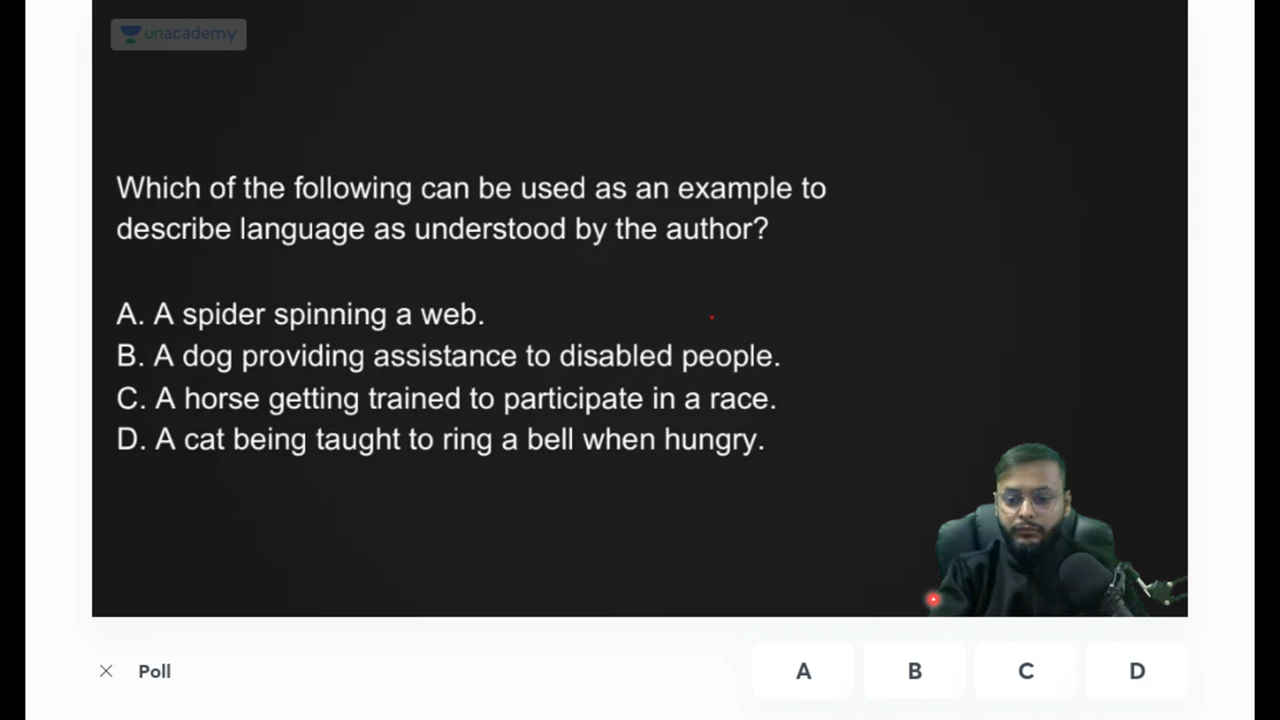 unacademy
Which of the following can be used as an example to
describe language as understood by the author?
A. A spider spinning a web.
B. A dog providing assistance to disabled people.
C. A horse getting trained to participate in a race.
D. A cat being taught to ring a bell when hungry.
Poll
A
B
C
D